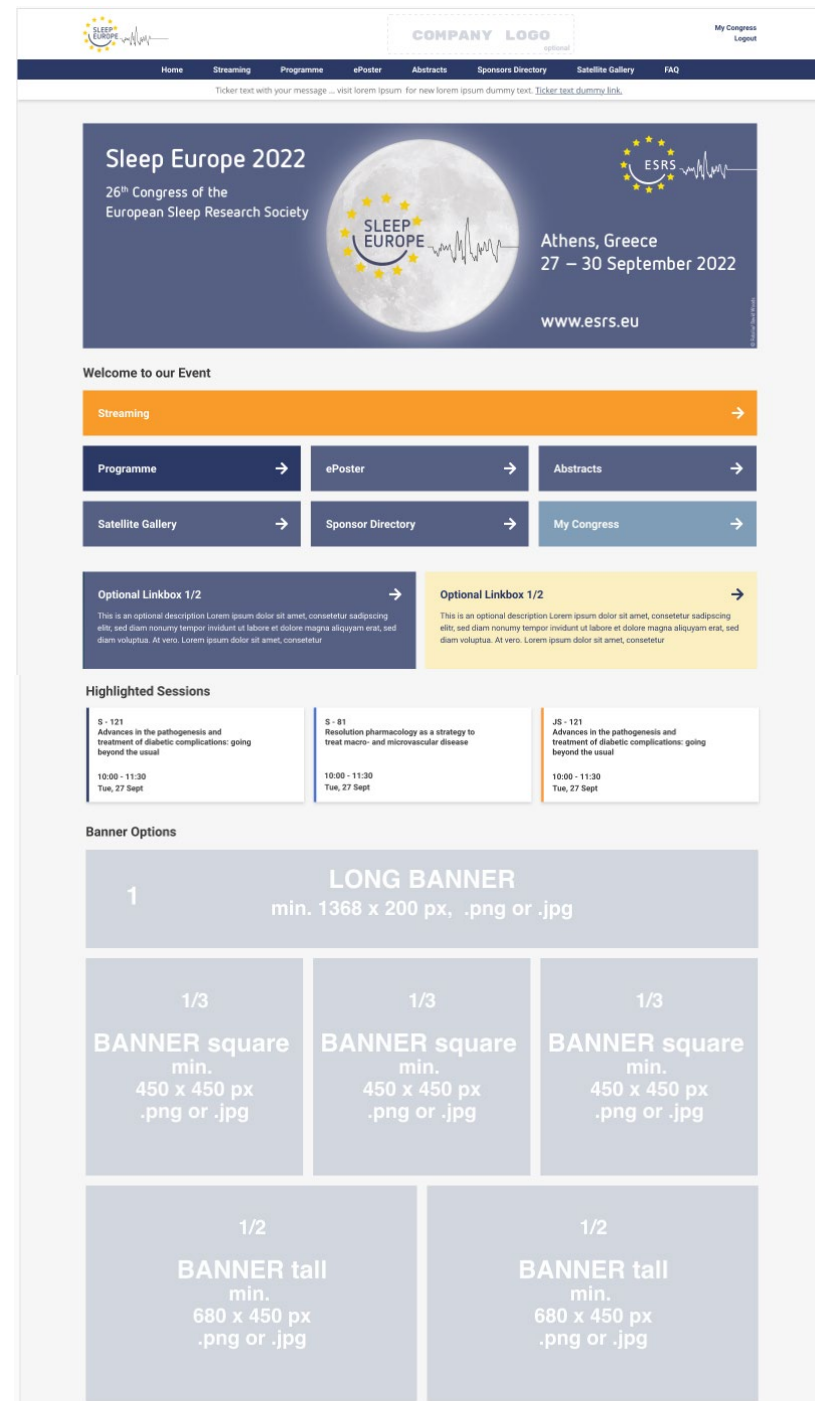 SLEEP
EUROPE
COMPANY LOGO
optional
My Congress
Logout
Home Streaming Programme ePoster Abstracts Sponsors Directory Satellite Gallery FAQ
Ticker text with your message ... visit lorem Ipsum for new lorem ipsum dummy text. Ticker text dummy link.
Sleep Europe 2022
26th Congress of the
European Sleep Research Society
SLEEP
EUROPE
ESRS
Athens, Greece
27 – 30 September 2022
www.esrs.eu
Welcome to our Event
Streaming
Programme
ePoster
Abstracts
Satellite Gallery
Sponsor Directory
My Congress
Optional Linkbox 1/2
This is an optional description Lorem ipsum dolor sit amet, consetetur sadipscing
elitr, sed diam nonumy tempor invidunt ut labore et dolore magna aliquyam erat, sed
diam voluptua. At vero. Lorem ipsum dolor sit amet, consetetur
Optional Linkbox 1/2
This is an optional description Lorem ipsum dolor sit amet, consetetur sadipscing
elitr, sed diam nonumy tempor invidunt ut labore et dolore magna aliquyam erat, sed
diam voluptua. At vero. Lorem ipsum dolor sit amet, consetetur
Highlighted Sessions
S - 121
Advances in the pathogenesis and
treatment of diabetic complications: going
beyond the usual
10:00 - 11:30
Tue, 27 Sept
S - 81
Resolution pharmacology as a strategy to
treat macro- and microvascular disease
10:00 - 11:30
Tue, 27 Sept
JS - 121
Advances in the pathogenesis and
treatment of diabetic complications: going
beyond the usual
10:00 - 11:30
Tue, 27 Sept
Banner Options
1
LONG BANNER
min. 1368 x 200 px, .png or .jpg
1/3
BANNER square
min.
450 x 450 px
.png or .jpg
1/3
BANNER square
min.
450 x 450 px
.png or .jpg
1/3
BANNER square
min.
450 x 450 px
.png or .jpg
1/2
BANNER tall
min.
680 x 450 px
.png or .jpg
1/2
BANNER tall
min.
680 x 450 px
.png or .jpg